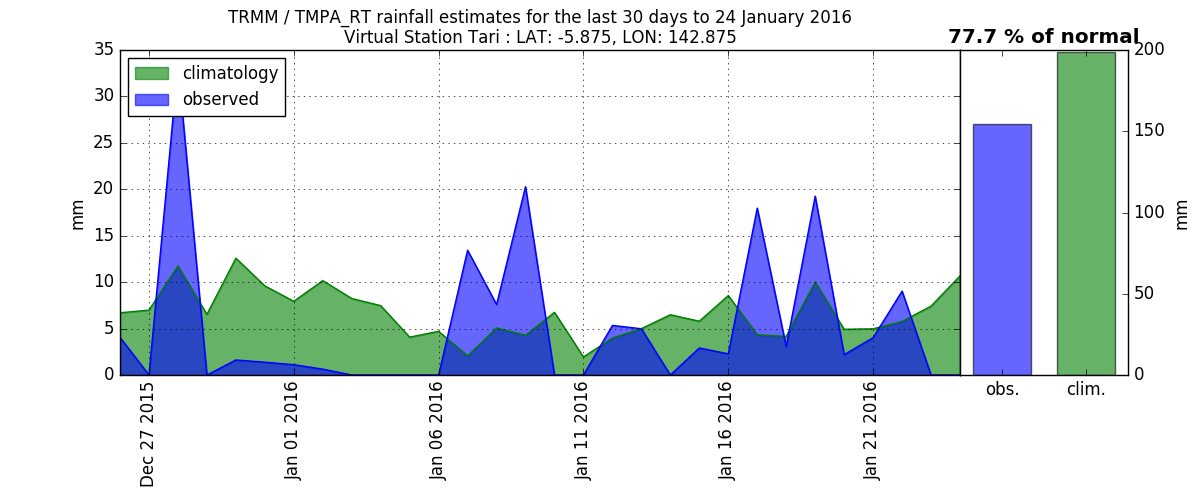 TRMM / TMPA_RT rainfall estimates for the last 30 days to 24 January 2016
Virtual Station Tari : LAT: -5.875, LON: 142.875
77.7 % of normal
climatology
observed
35
30
25
20
15
10
5
0
mm
Dec 27 2015
Jan 01 2016
Jan 06 2016
Jan 11 2016
Jan 16 2016
Jan 21 2016
obs.
clim.
200
150
100
50
0
mm